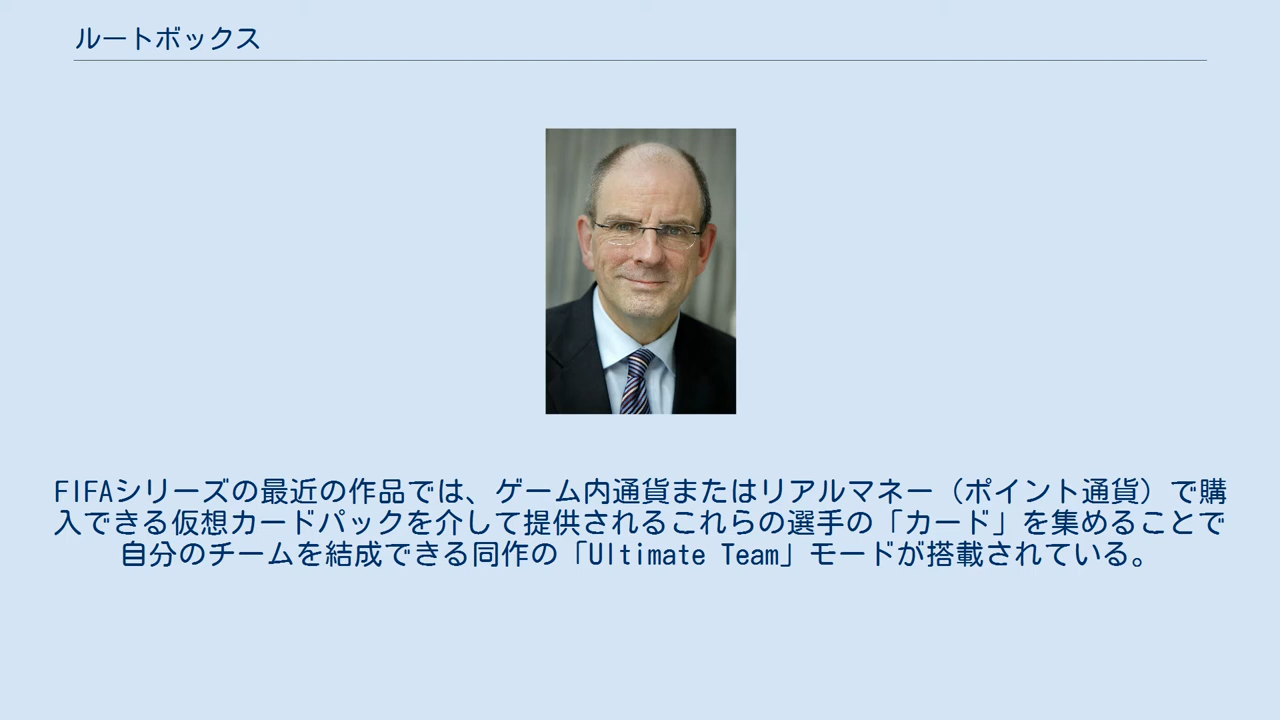 ルートボックス
FIFAシリーズの最近の作品では、ゲーム内通貨またはリアルマネー（ポイント通貨）で購
入できる仮想カードパックを介して提供されるこれらの選手の「カード」を集めることで
自分のチームを結成できる同作の「Ultimate Team」モードが搭載されている。